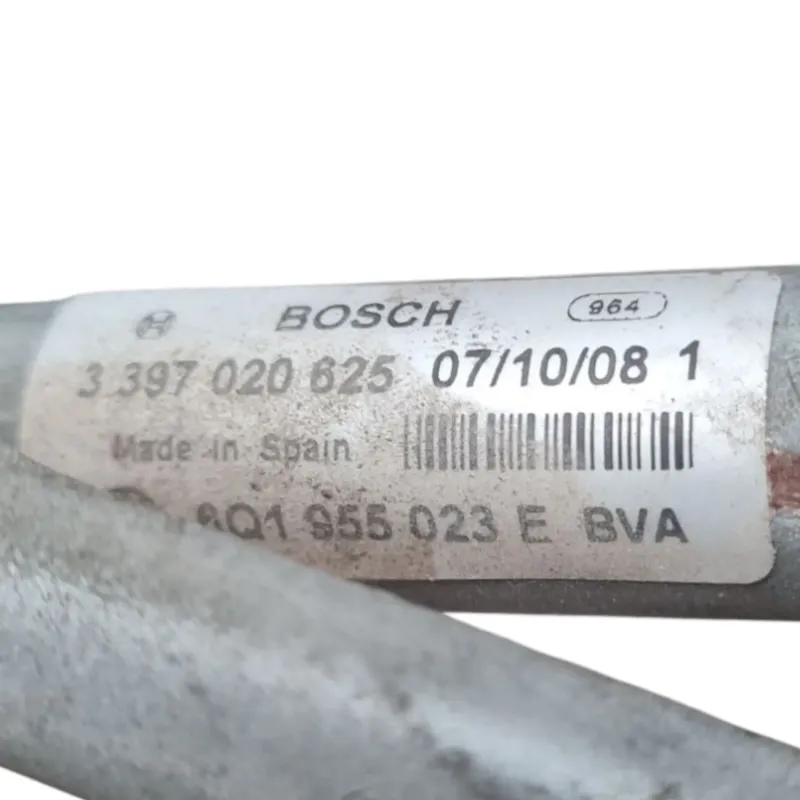 BOSCH 964
3 397 020 625 07/10/08 1
Made in Spain
6Q1 955 023 E BVA